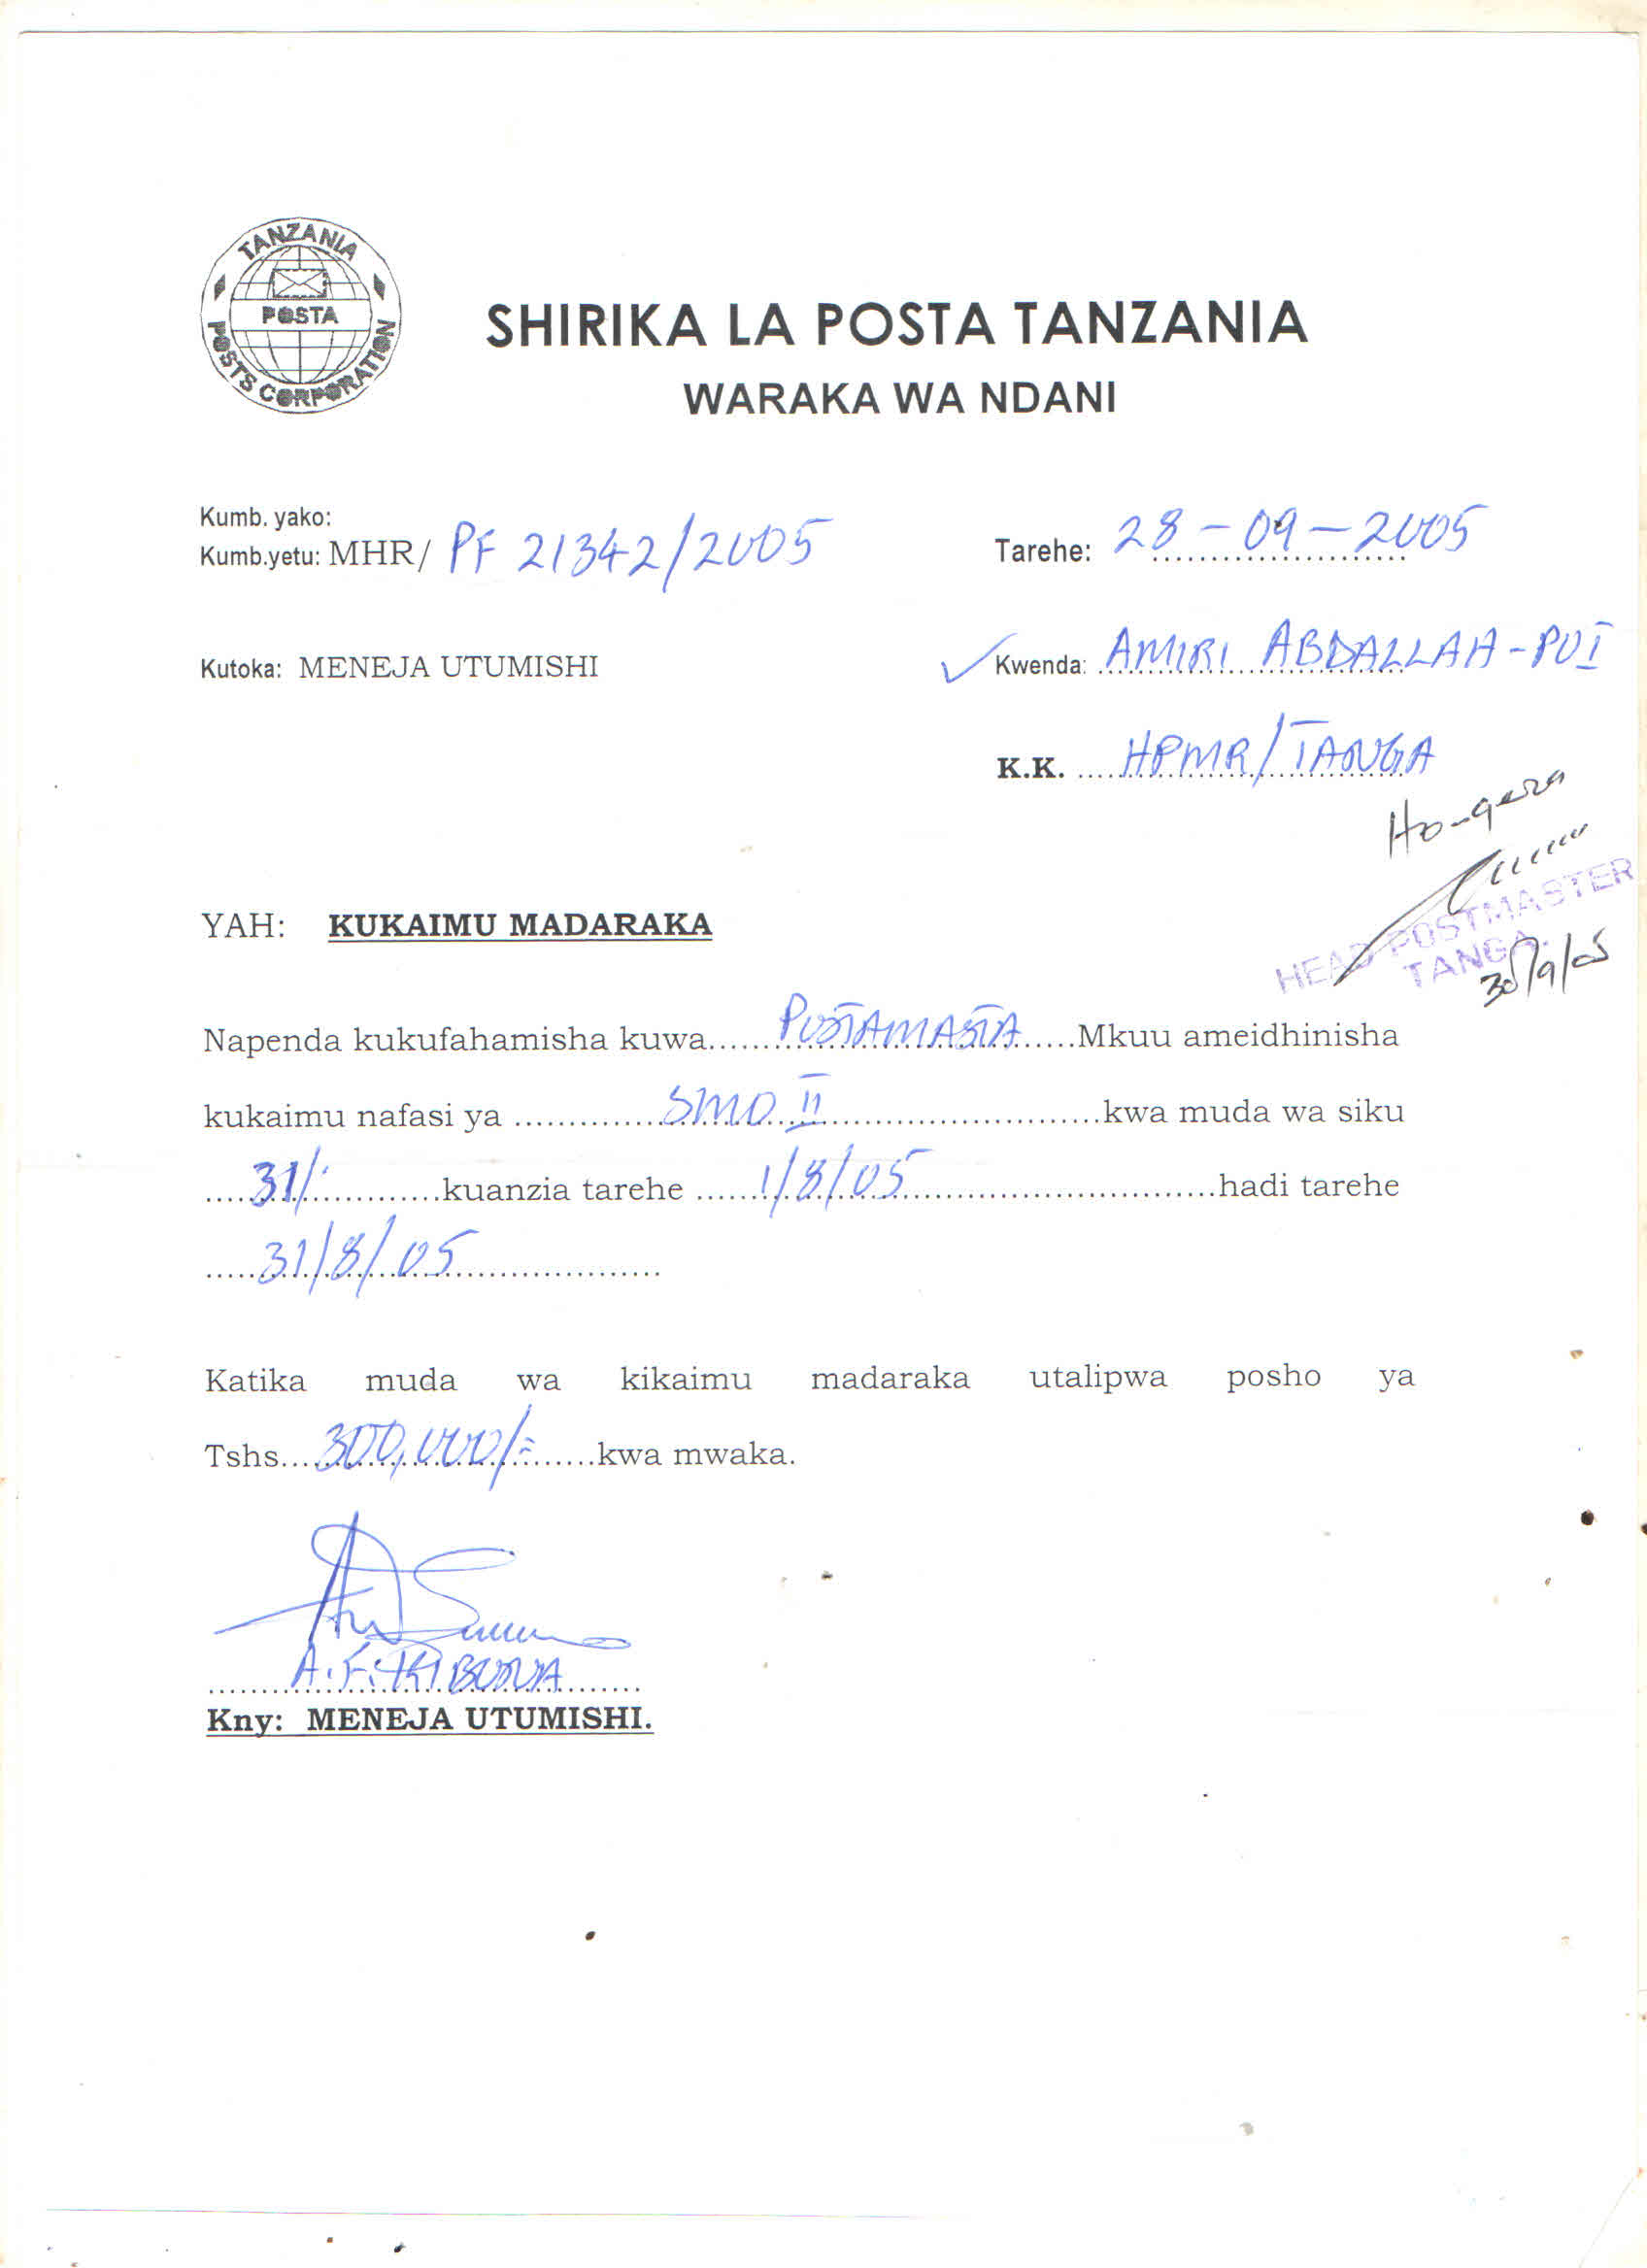 TANZANIA
POSTA
POSTS CORPORATION
SHIRIKA LA POSTA TANZANIA
WARAKA WA NDANI
Kumb. yako:
Kumb.yetu: MHR/ PF 21342/2005
Tarehe: 28-09-2005
Kutoka: MENEJA UTUMISHI
Kwenda: AMIRI ABDALLAH-PO I
K.K. HPMR/TANGA
Hongera
HEAD POSTMASTER
TANGA.
30/9/05
YAH: KUKAIMU MADARAKA
Napenda kukufahamisha kuwa POSTAMASTA Mkuu ameidhinisha
kukaimu nafasi ya SMO II kwa muda wa siku
31/. kuanzia tarehe 1/8/05 hadi tarehe
31/8/05
Katika muda wa kikaimu madaraka utalipwa posho ya
Tshs 300,000/= kwa mwaka.
A.F. KIBONA
Kny: MENEJA UTUMISHI.